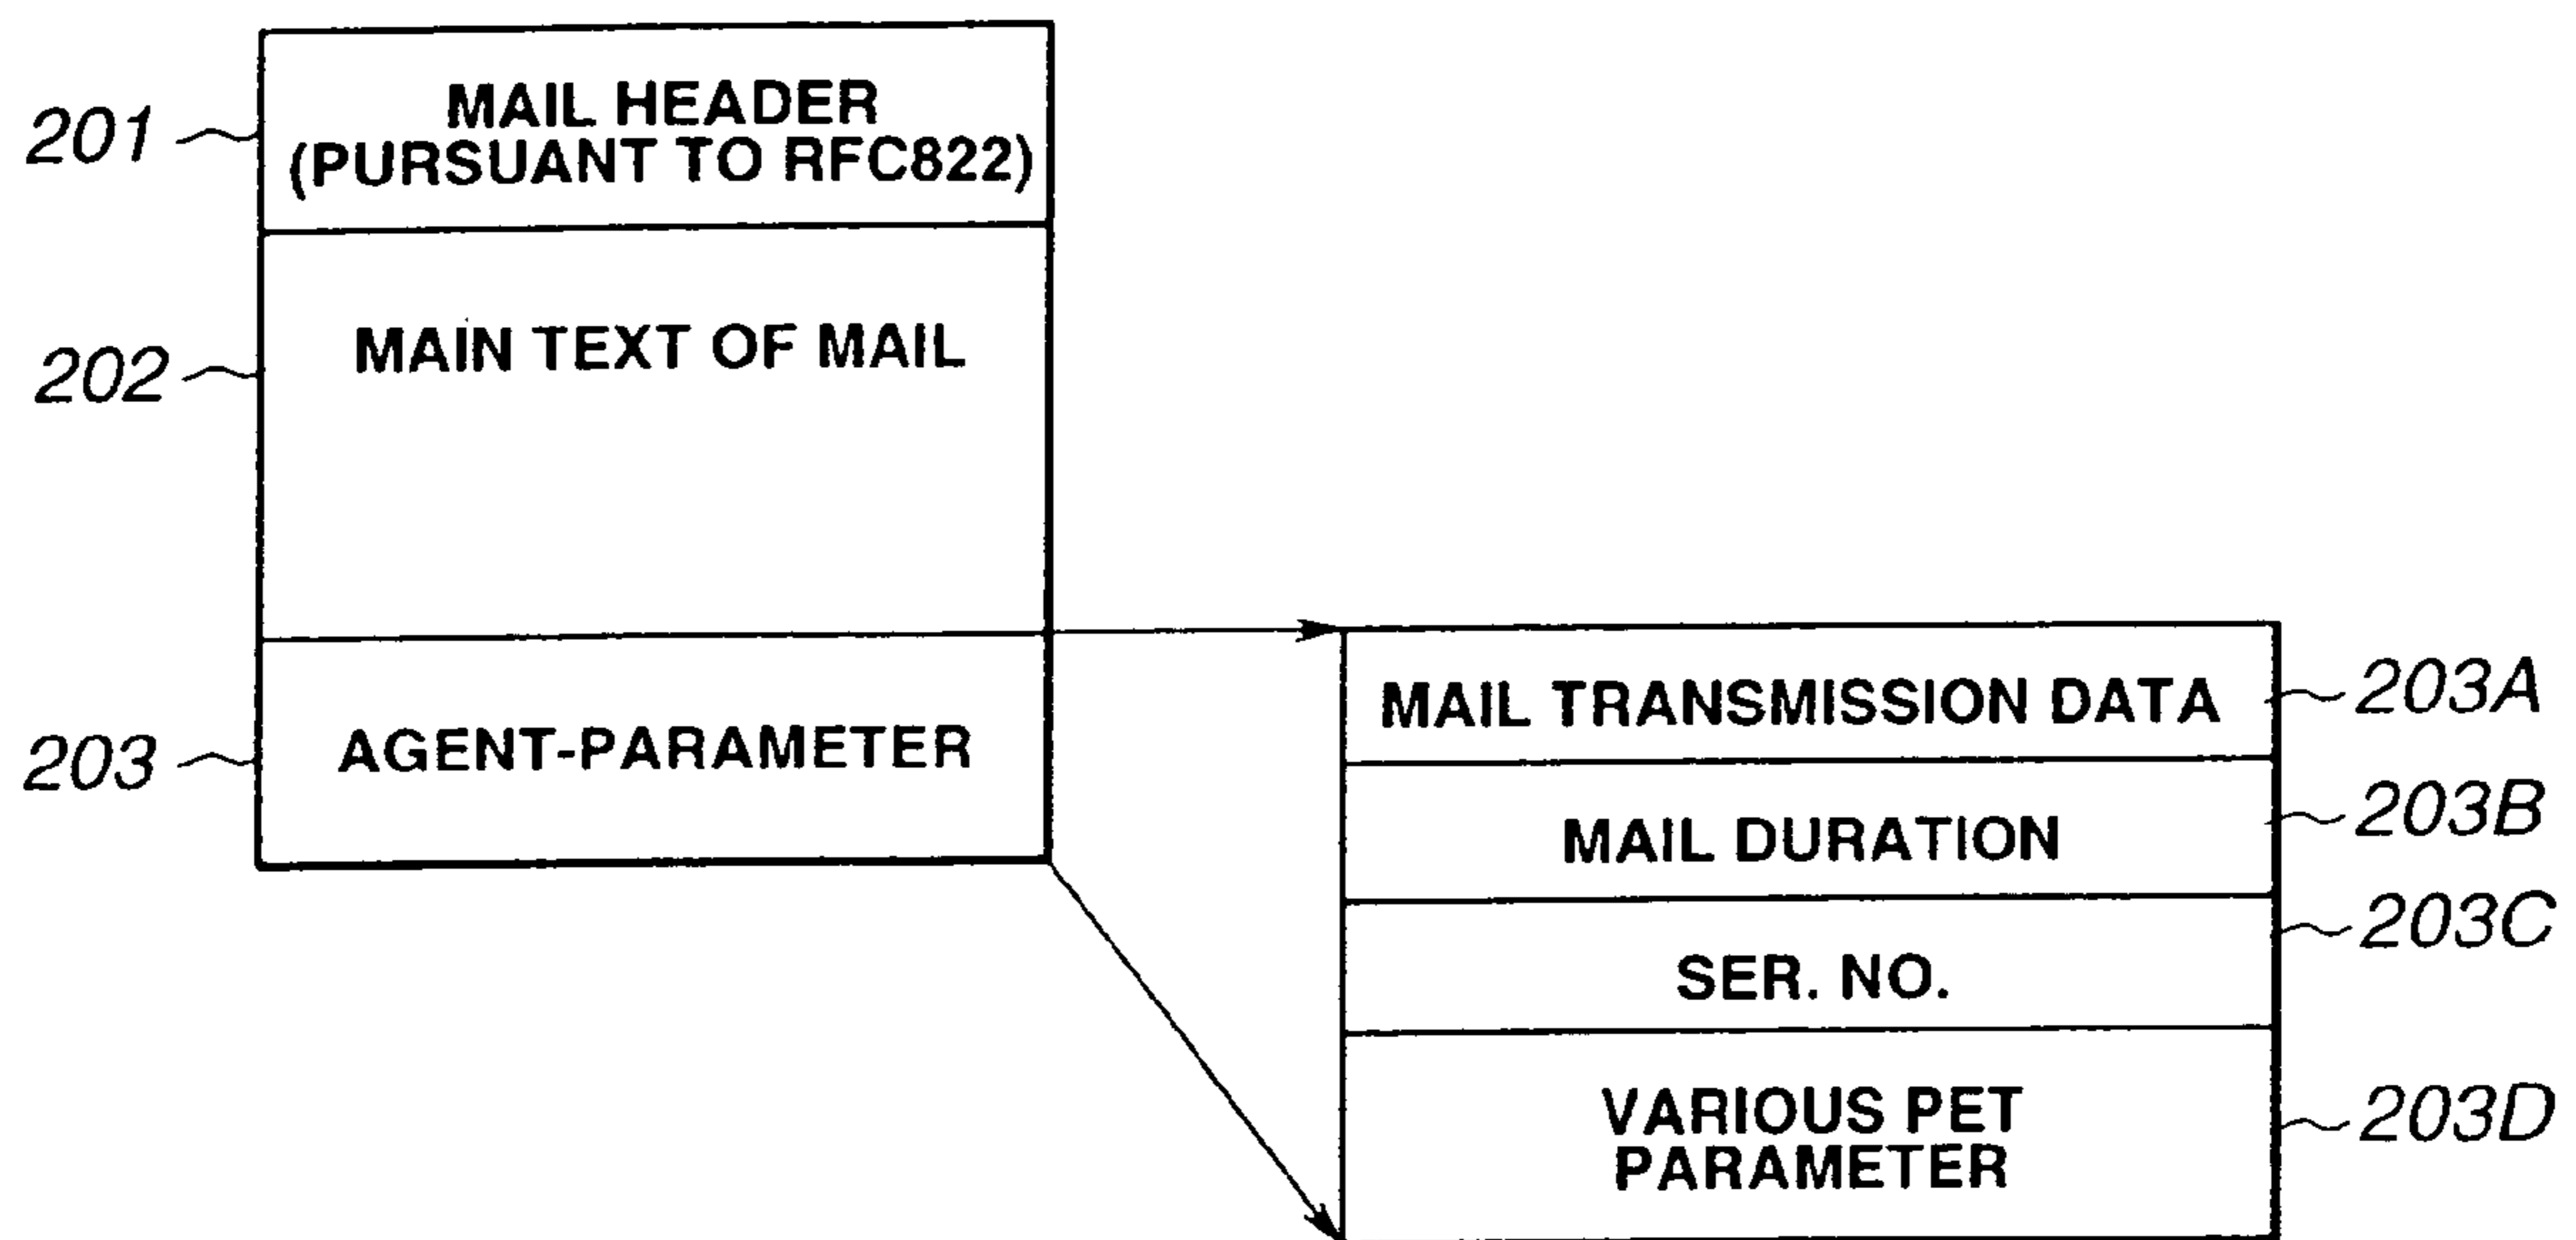 201
MAIL HEADER
(PURSUANT TO RFC822)
202
MAIN TEXT OF MAIL
203
AGENT-PARAMETER
MAIL TRANSMISSION DATA
203A
MAIL DURATION
203B
SER. NO.
203C
VARIOUS PET
PARAMETER
203D